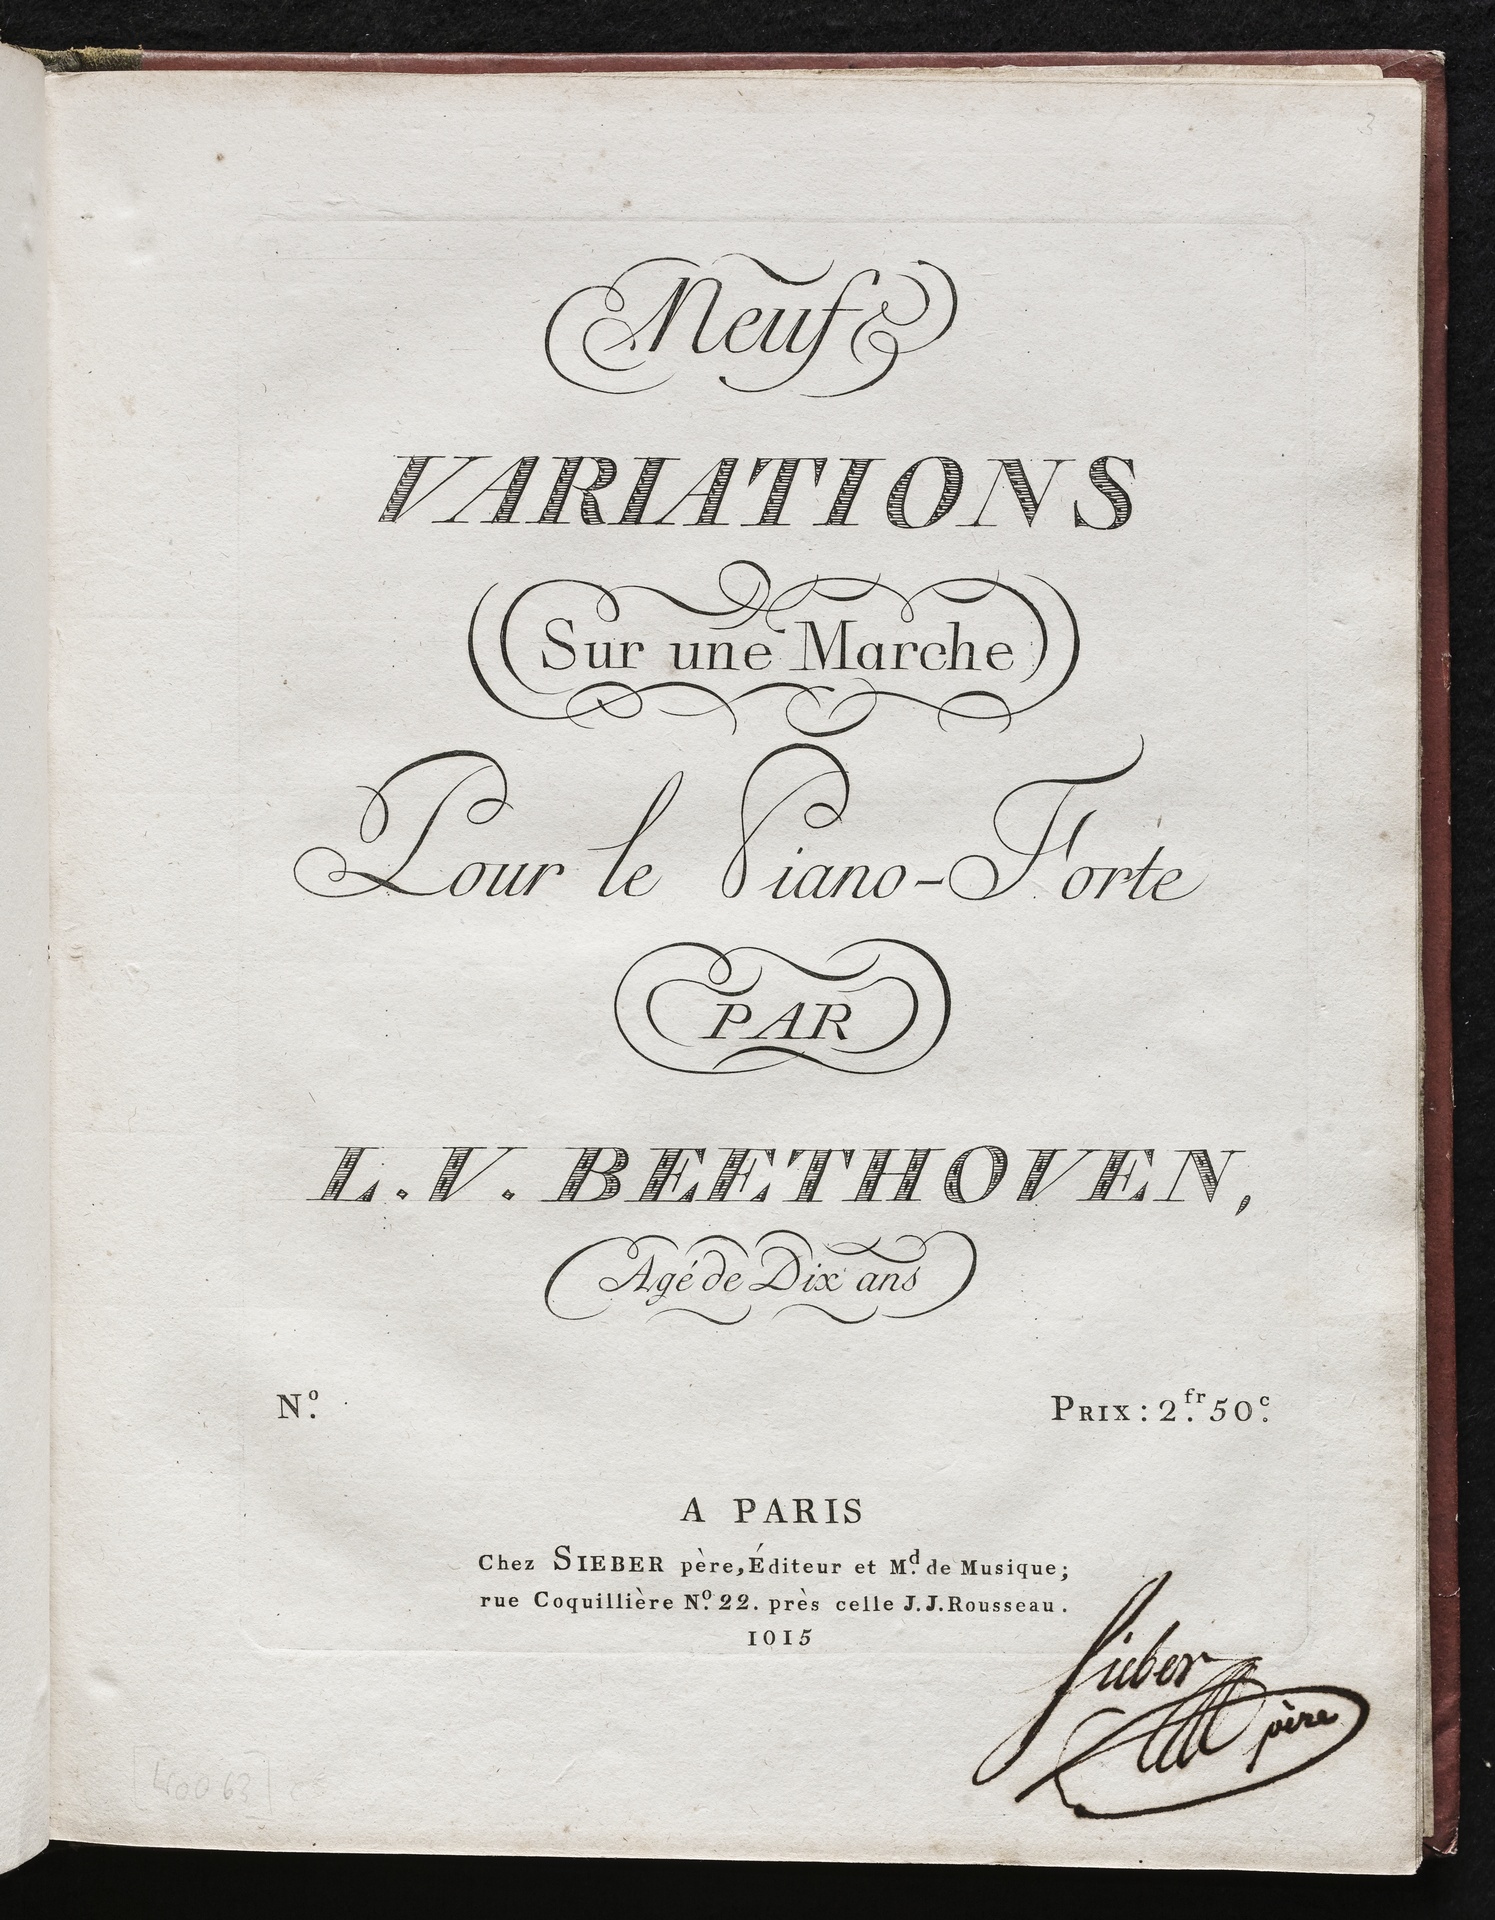 3
Neuf
VARIATIONS
Sur une Marche
Pour le Piano-Forte
PAR
L. V. BEETHOVEN,
Agé de Dix ans
N.º
PRIX: 2.fr 50.c
A PARIS
Chez SIEBER père, Éditeur et M.d de Musique;
rue Coquillière N.º 22. près celle J.J. Rousseau.
1015
Sieber
père